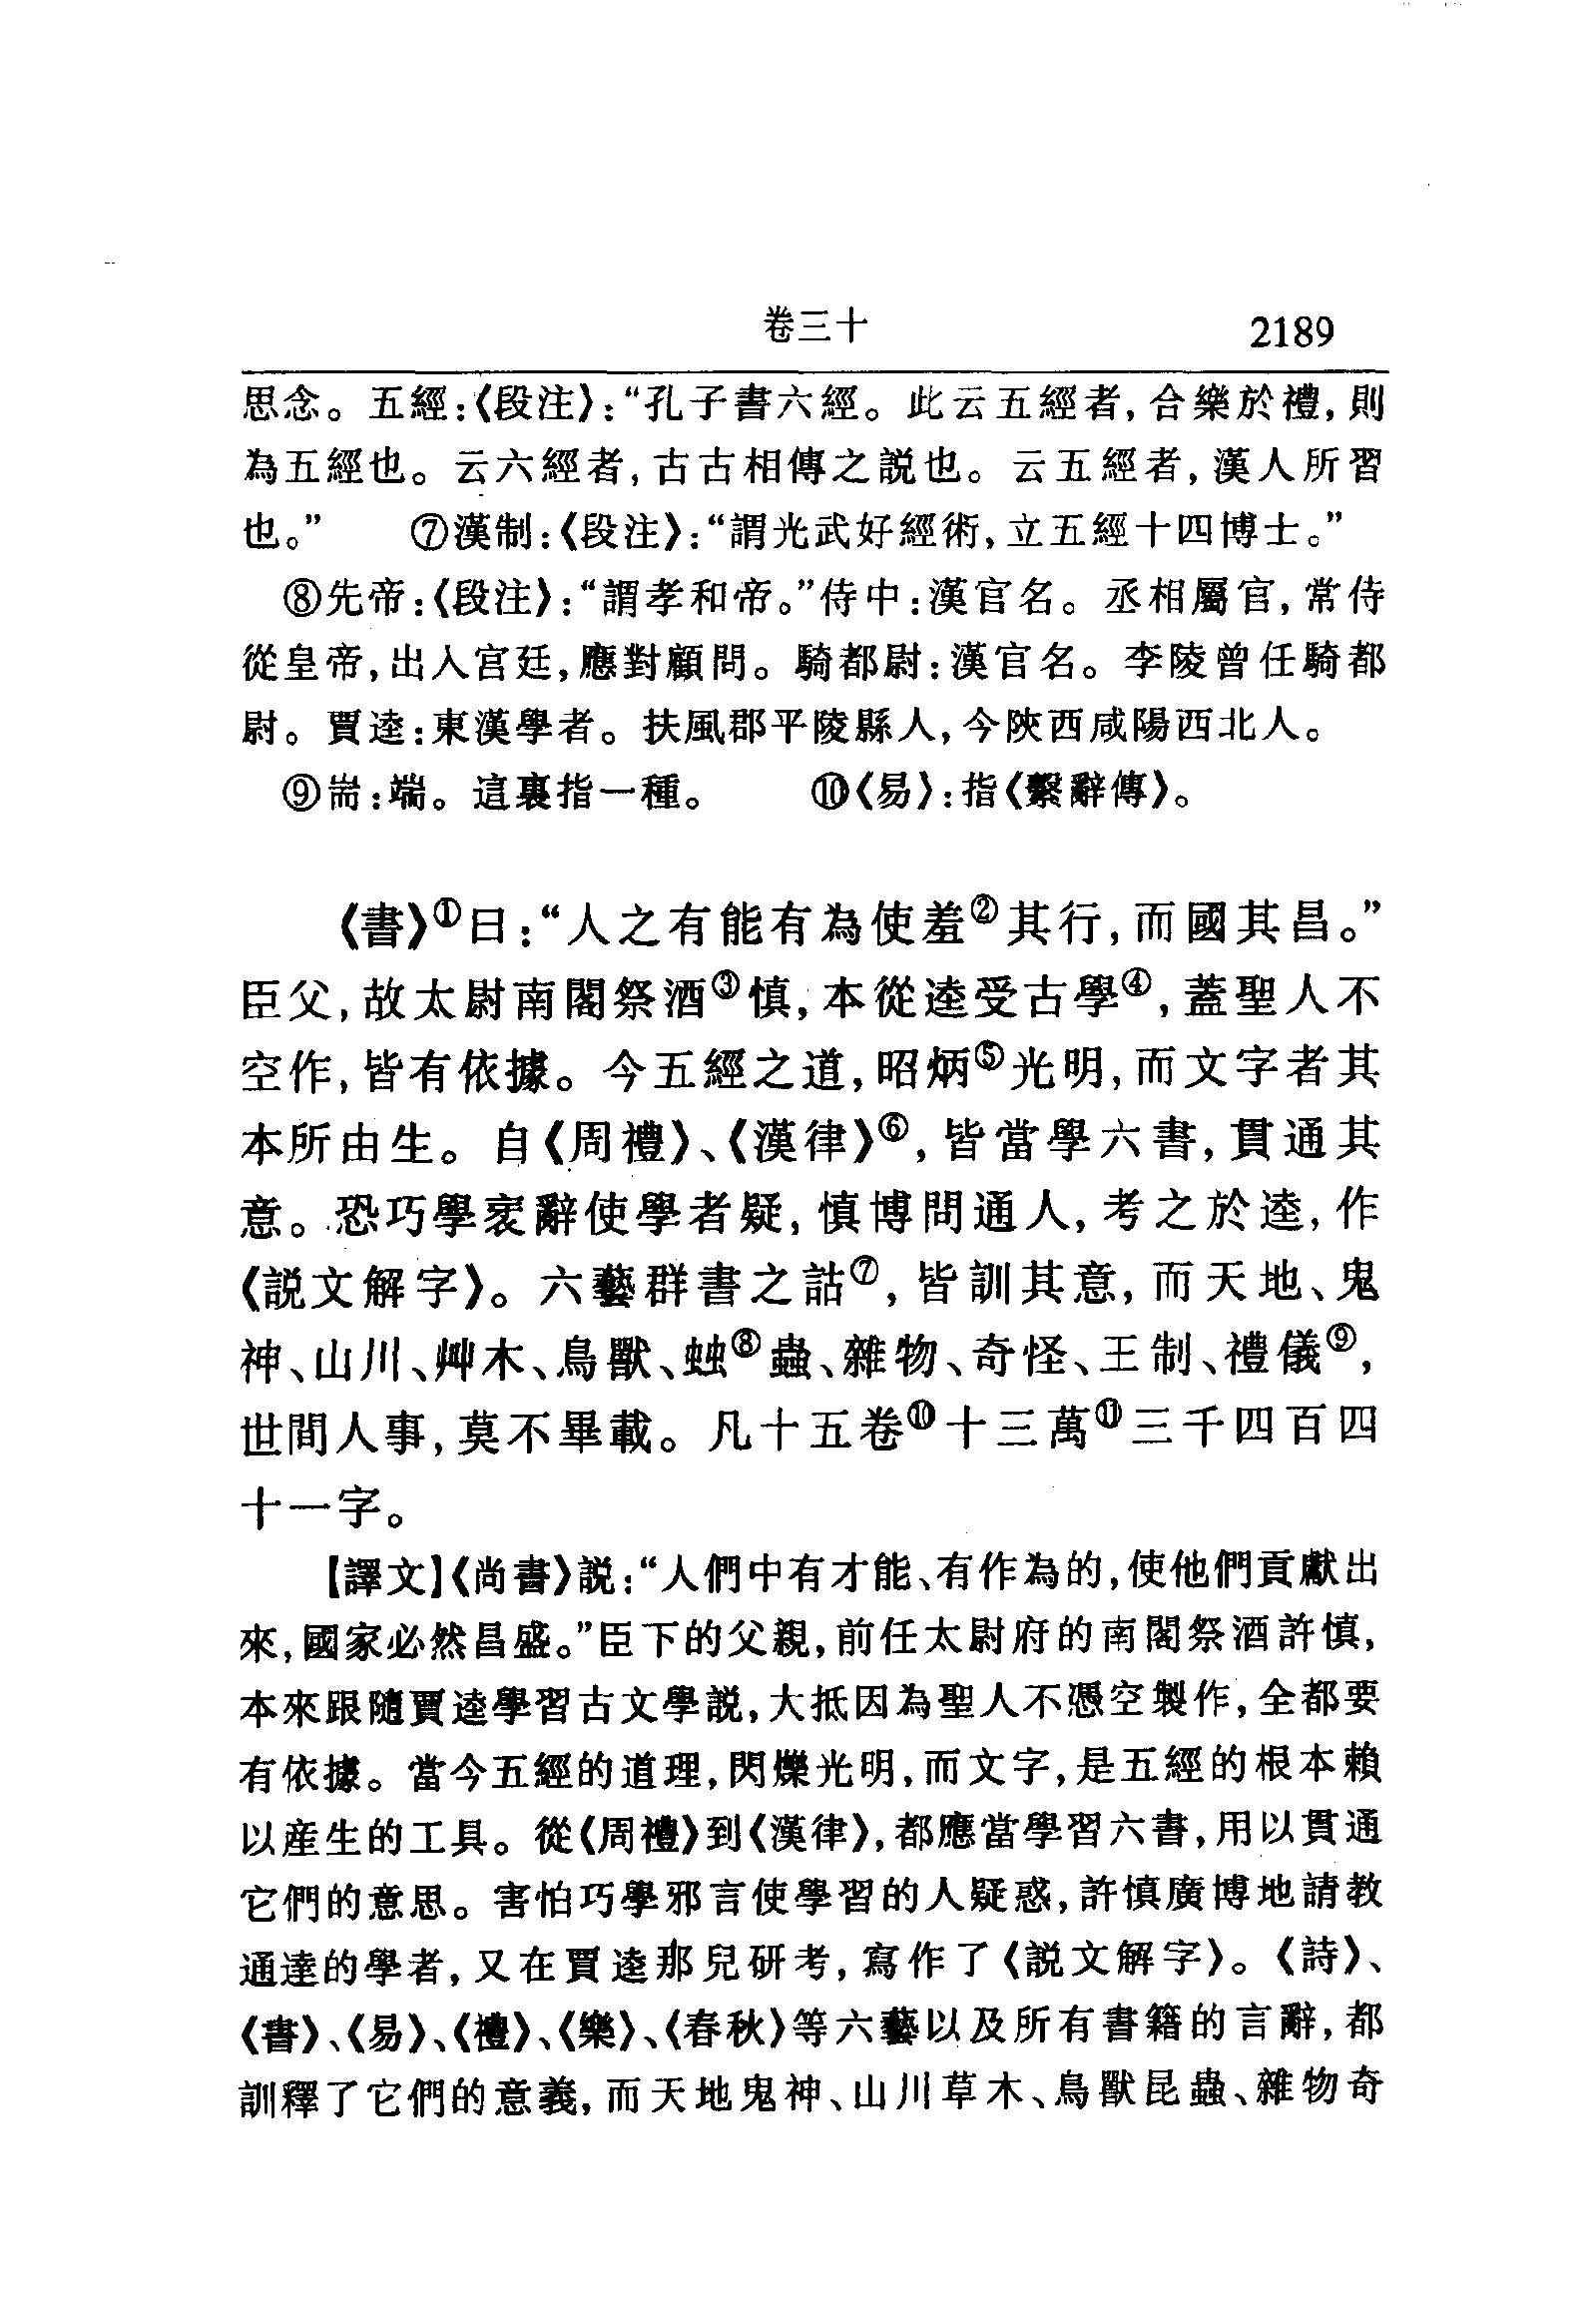 卷三十 2189
思念。五經:《段注》:“孔子書六經。此云五經者,合樂於禮,則
為五經也。云六經者,古古相傳之説也。云五經者,漢人所習
也。” ⑦漢制:《段注》:“謂光武好經術,立五經十四博士。”
⑧先帝:《段注》:“謂孝和帝。”侍中:漢官名。丞相屬官,常侍
從皇帝,出入宫廷,應對顧問。騎都尉:漢官名。李陵曾任騎都
尉。賈逵:東漢學者。扶風郡平陵縣人,今陝西咸陽西北人。
⑨耑:端。這裏指一種。 ⑩《易》:指《繫辭傳》。
《書》①曰:“人之有能有為使羞②其行,而國其昌。”
臣父,故太尉南閣祭酒③慎,本從逵受古學④,蓋聖人不
空作,皆有依據。今五經之道,昭炳⑤光明,而文字者其
本所由生。自《周禮》、《漢律》⑥,皆當學六書,貫通其
意。恐巧學衺辭使學者疑,慎博問通人,考之於逵,作
《説文解字》。六藝群書之詁⑦,皆訓其意,而天地、鬼
神、山川、艸木、鳥獸、䖵⑧蟲、雜物、奇怪、王制、禮儀⑨,
世間人事,莫不畢載。凡十五卷⑩十三萬⑪三千四百四
十一字。
【譯文】《尚書》説:“人們中有才能、有作為的,使他們貢獻出
來,國家必然昌盛。”臣下的父親,前任太尉府的南閣祭酒許慎,
本來跟隨賈逵學習古文學説,大抵因為聖人不憑空製作,全都要
有依據。當今五經的道理,閃爍光明,而文字,是五經的根本賴
以産生的工具。從《周禮》到《漢律》,都應當學習六書,用以貫通
它們的意思。害怕巧學邪言使學習的人疑惑,許慎廣博地請教
通達的學者,又在賈逵那兒研考,寫作了《説文解字》。《詩》、
《書》、《易》、《禮》、《樂》、《春秋》等六藝以及所有書籍的言辭,都
訓釋了它們的意義,而天地鬼神、山川草木、鳥獸昆蟲、雜物奇